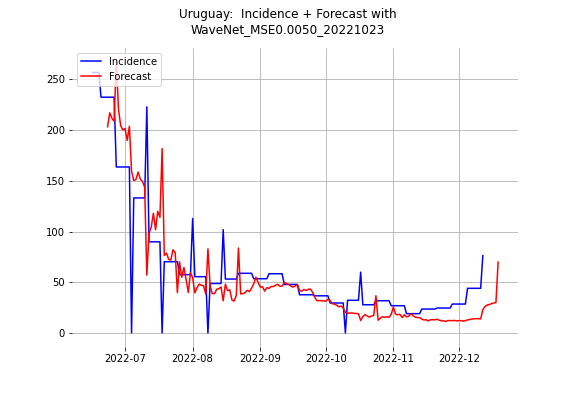 Uruguay:  Incidence + Forecast with
WaveNet_MSE0.0050_20221023
Incidence
Forecast
250
200
150
100
50
0
2022-07 2022-08 2022-09 2022-10 2022-11 2022-12